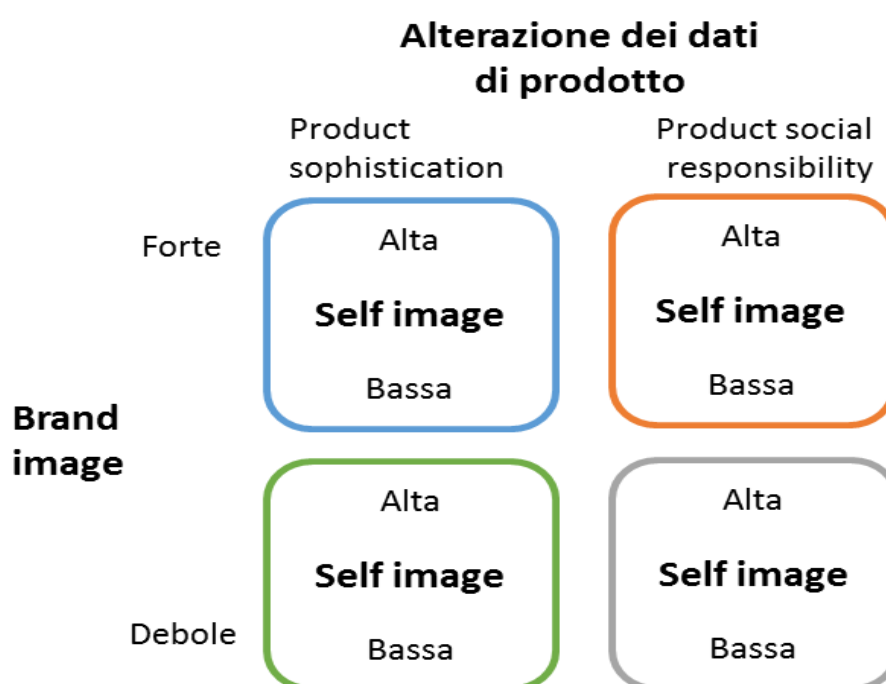 Alterazione dei dati
di prodotto
Product
sophistication
Product social
responsibility
Forte
Alta
Self image
Bassa
Alta
Self image
Bassa
Brand
image
Alta
Self image
Bassa
Alta
Self image
Bassa
Debole